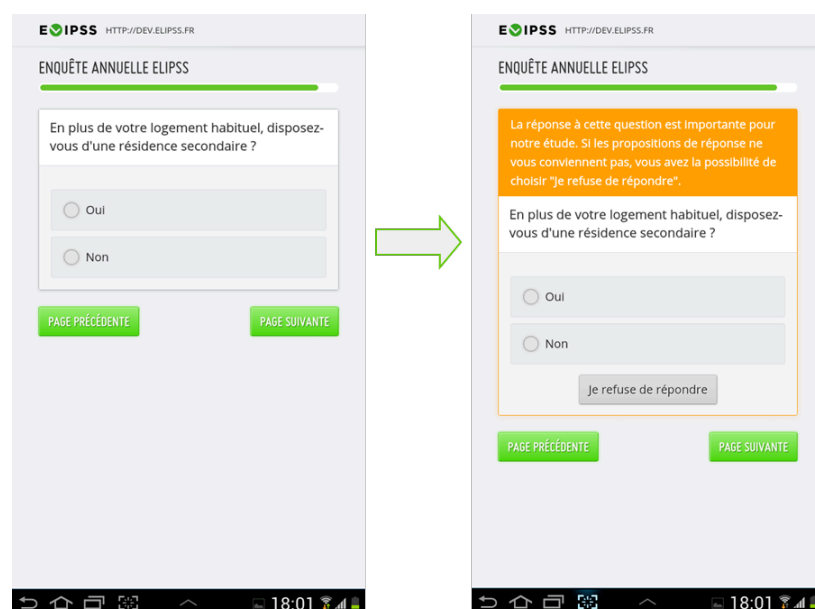 ELIPSS HTTP://DEV.ELIPSS.FR
ENQUÊTE ANNUELLE ELIPSS
En plus de votre logement habituel, disposez-
vous d'une résidence secondaire ?
Oui
Non
PAGE PRÉCÉDENTE
PAGE SUIVANTE
18:01
ELIPSS HTTP://DEV.ELIPSS.FR
ENQUÊTE ANNUELLE ELIPSS
La réponse à cette question est importante pour
notre étude. Si les propositions de réponse ne
vous conviennent pas, vous avez la possibilité de
choisir "Je refuse de répondre".
En plus de votre logement habituel, disposez-
vous d'une résidence secondaire ?
Oui
Non
Je refuse de répondre
PAGE PRÉCÉDENTE
PAGE SUIVANTE
18:01